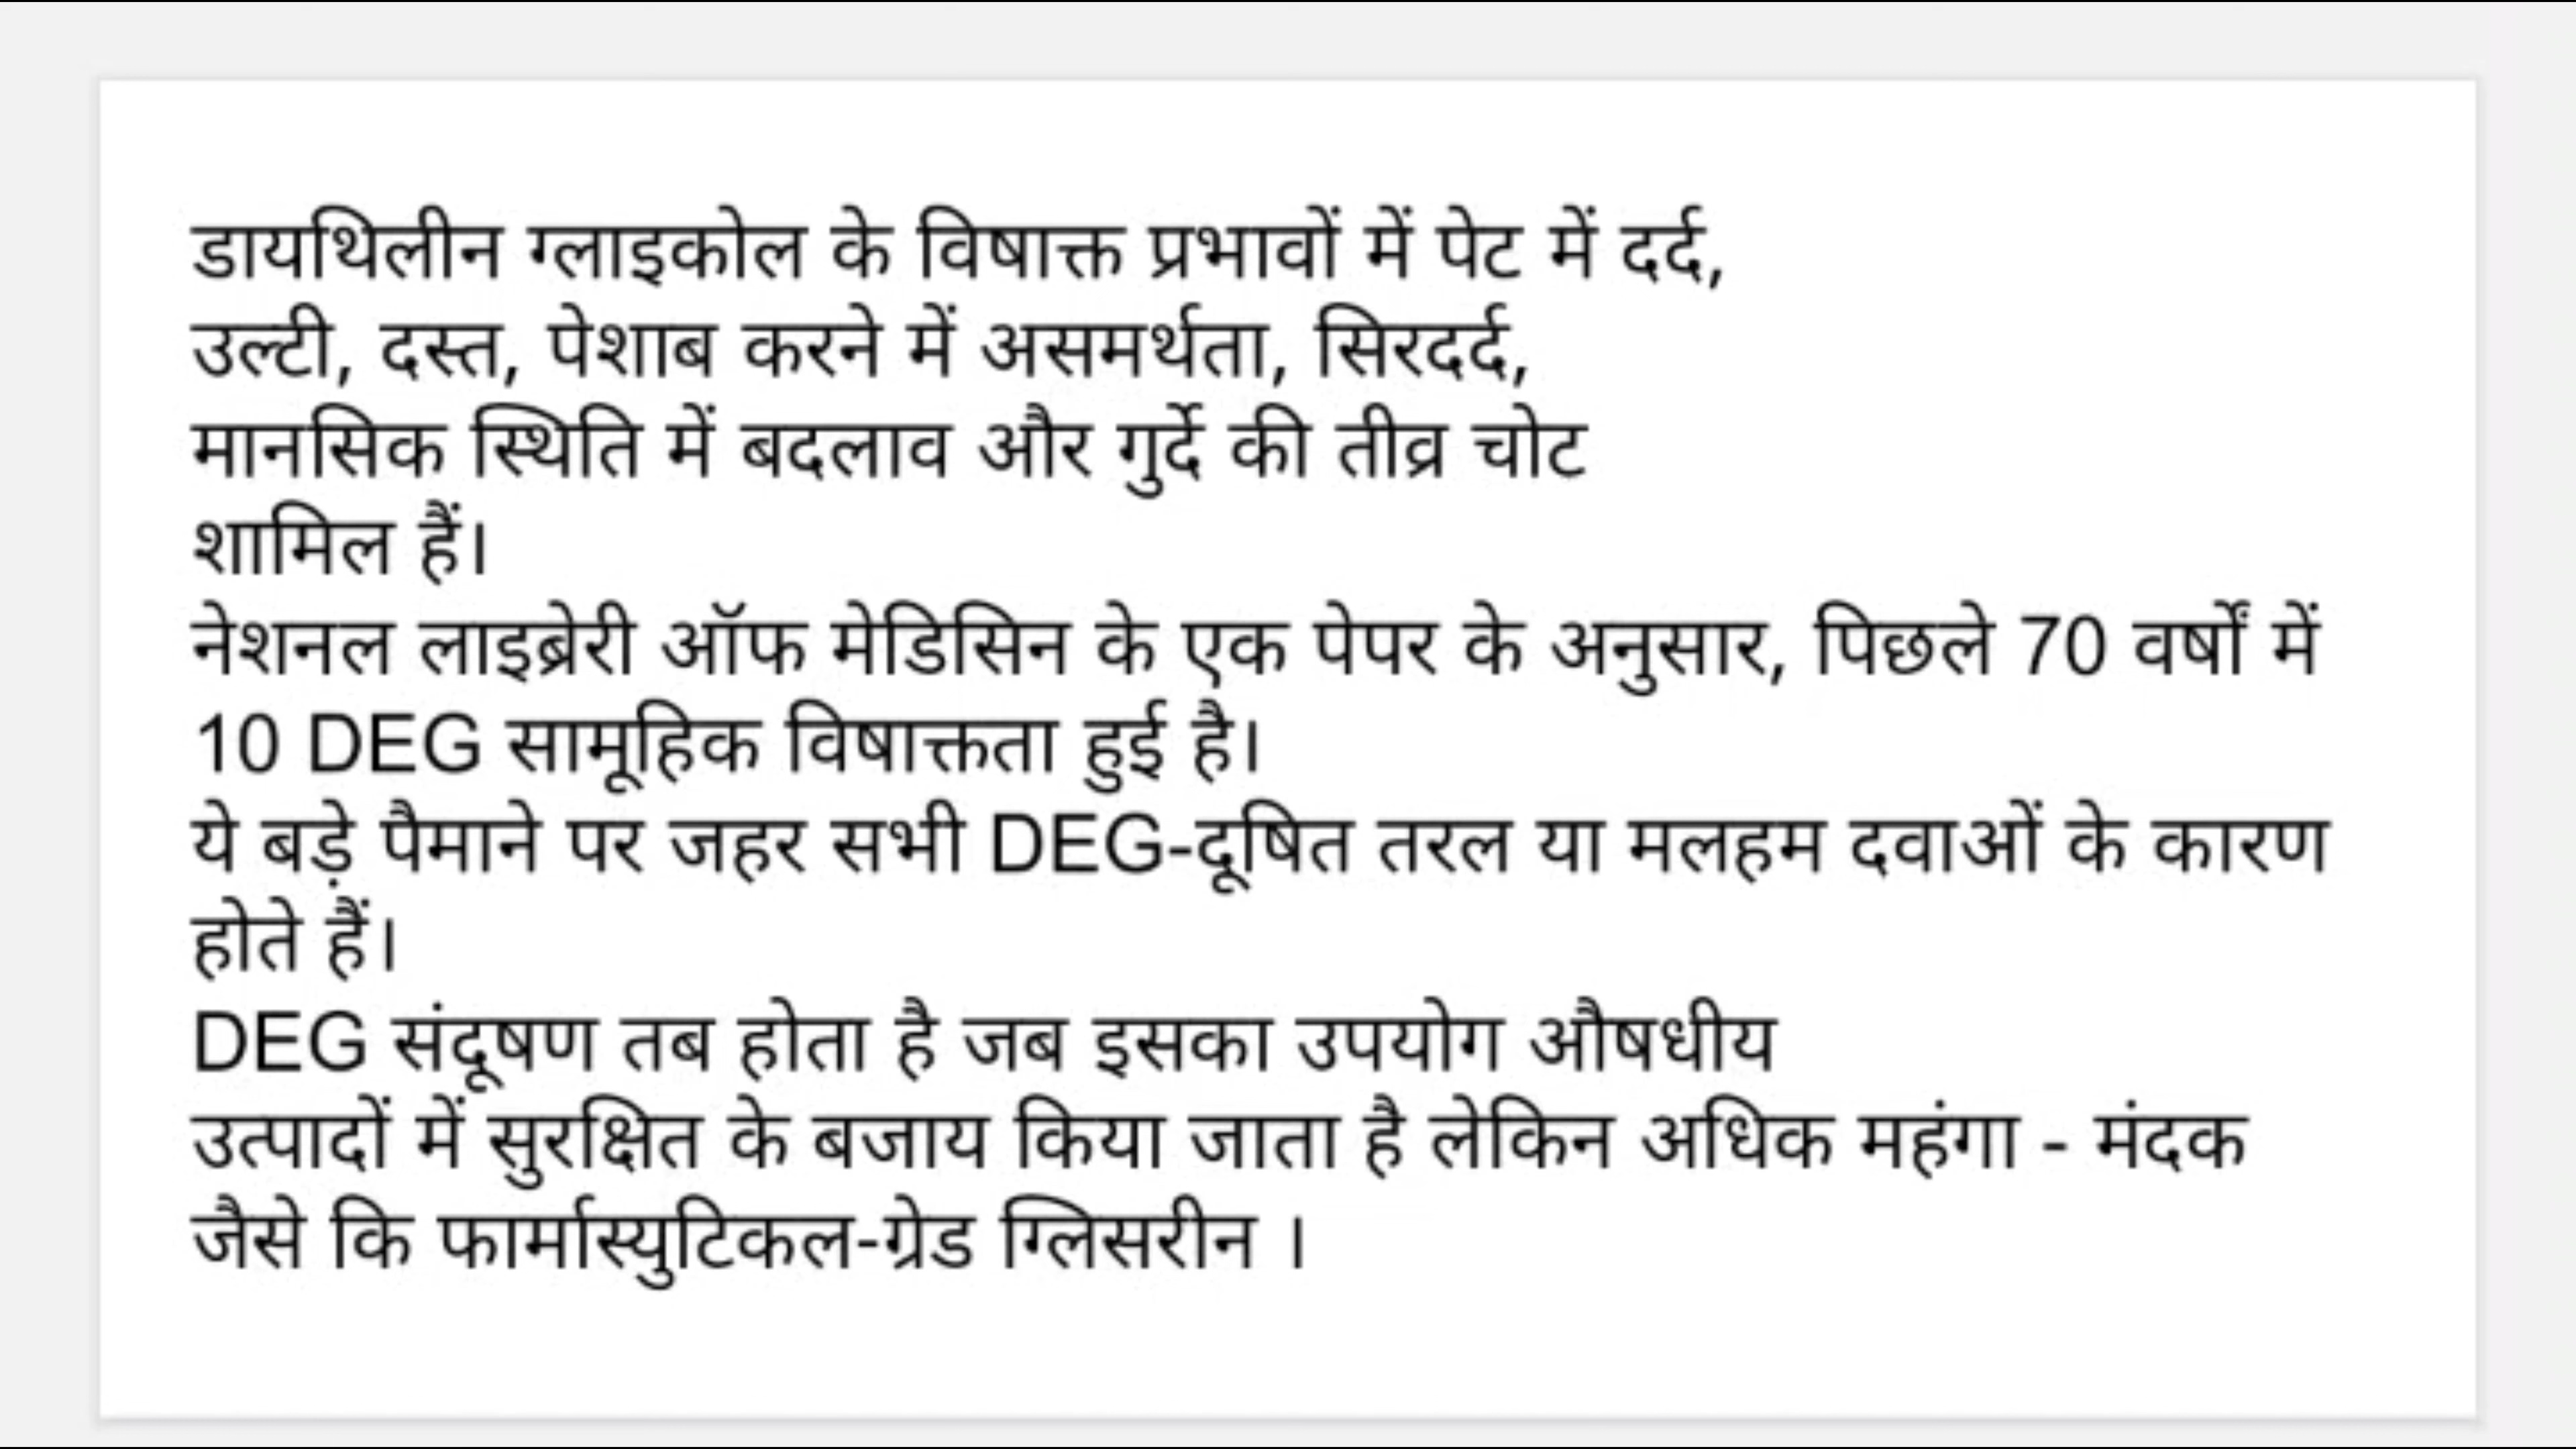 डायथिलीन ग्लाइकोल के विषाक्त प्रभावों में पेट में दर्द,
उल्टी, दस्त, पेशाब करने में असमर्थता, सिरदर्द,
मानसिक स्थिति में बदलाव और गुर्दे की तीव्र चोट
शामिल हैं।
नेशनल लाइब्रेरी ऑफ मेडिसिन के एक पेपर के अनुसार, पिछले 70 वर्षों में
10 DEG सामूहिक विषाक्तता हुई है।
ये बड़े पैमाने पर जहर सभी DEG-दूषित तरल या मलहम दवाओं के कारण
होते हैं।
DEG संदूषण तब होता है जब इसका उपयोग औषधीय
उत्पादों में सुरक्षित के बजाय किया जाता है लेकिन अधिक महंगा - मंदक
जैसे कि फार्मास्युटिकल-ग्रेड ग्लिसरीन ।